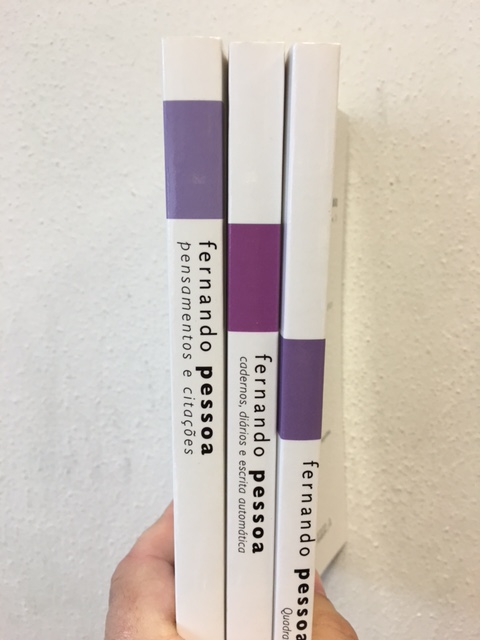 fernando pessoa
pensamentos e citações
fernando pessoa
cadernos, diários e escrita automática
fernando pessoa